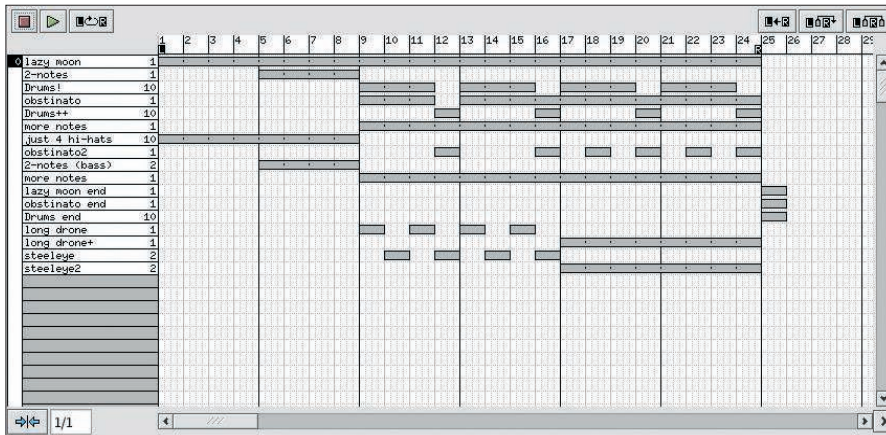 1 2 3 4 5 6 7 8 9 10 11 12 13 14 15 16 17 18 19 20 21 22 23 24 25 26 27 28 29
L R
0 lazy moon 1
2-notes 1
Drums! 10
obstinato 1
Drums++ 10
more notes 1
just 4 hi-hats 10
obstinato2 1
2-notes (bass) 2
more notes 1
lazy moon end 1
obstinato end 1
Drums end 10
long drone 1
long drone+ 1
steeleye 2
steeleye2 2
1/1